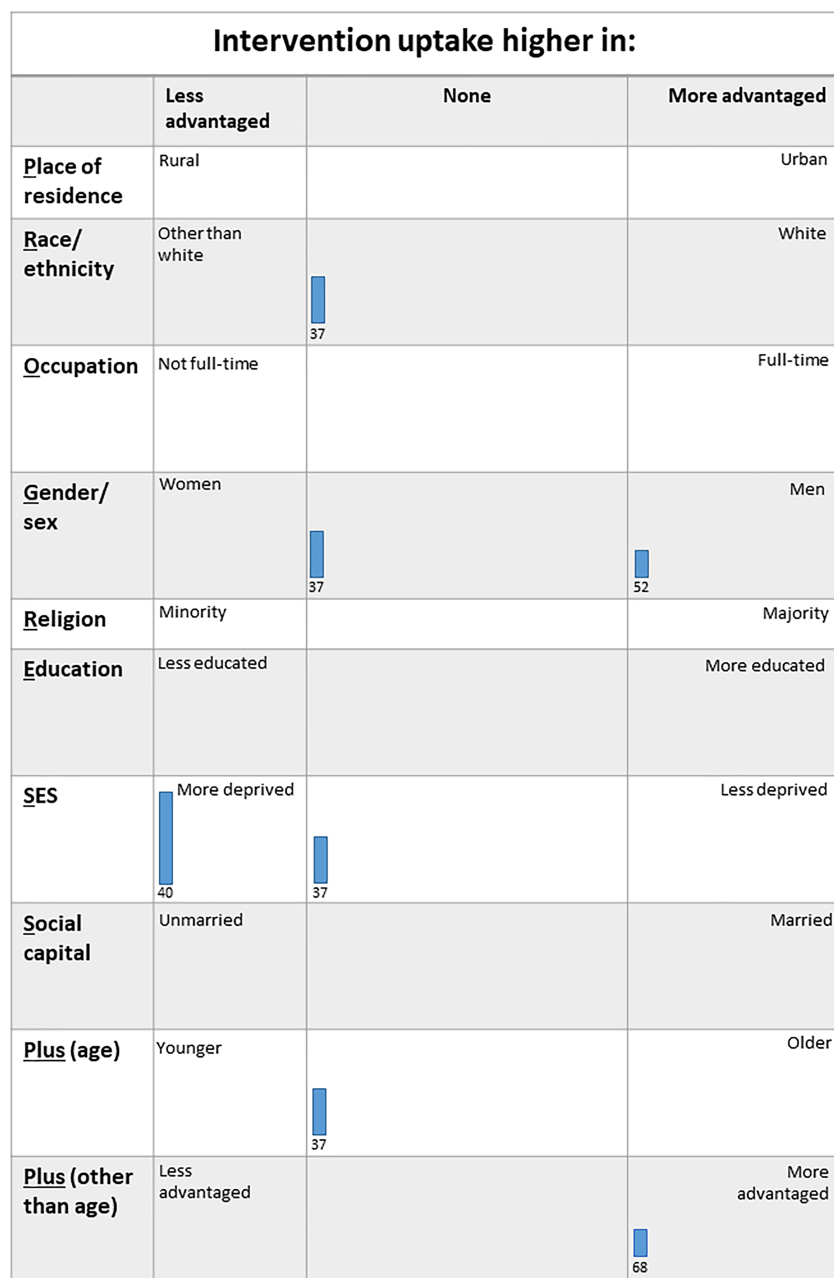 Intervention uptake higher in:
Less advantaged
None
More advantaged
Place of residence
Rural
Urban
Race/ ethnicity
Other than white
White
37
Occupation
Not full-time
Full-time
Gender/ sex
Women
Men
37
52
Religion
Minority
Majority
Education
Less educated
More educated
SES
More deprived
Less deprived
40
37
Social capital
Unmarried
Married
Plus (age)
Younger
Older
37
Plus (other than age)
Less advantaged
More advantaged
68